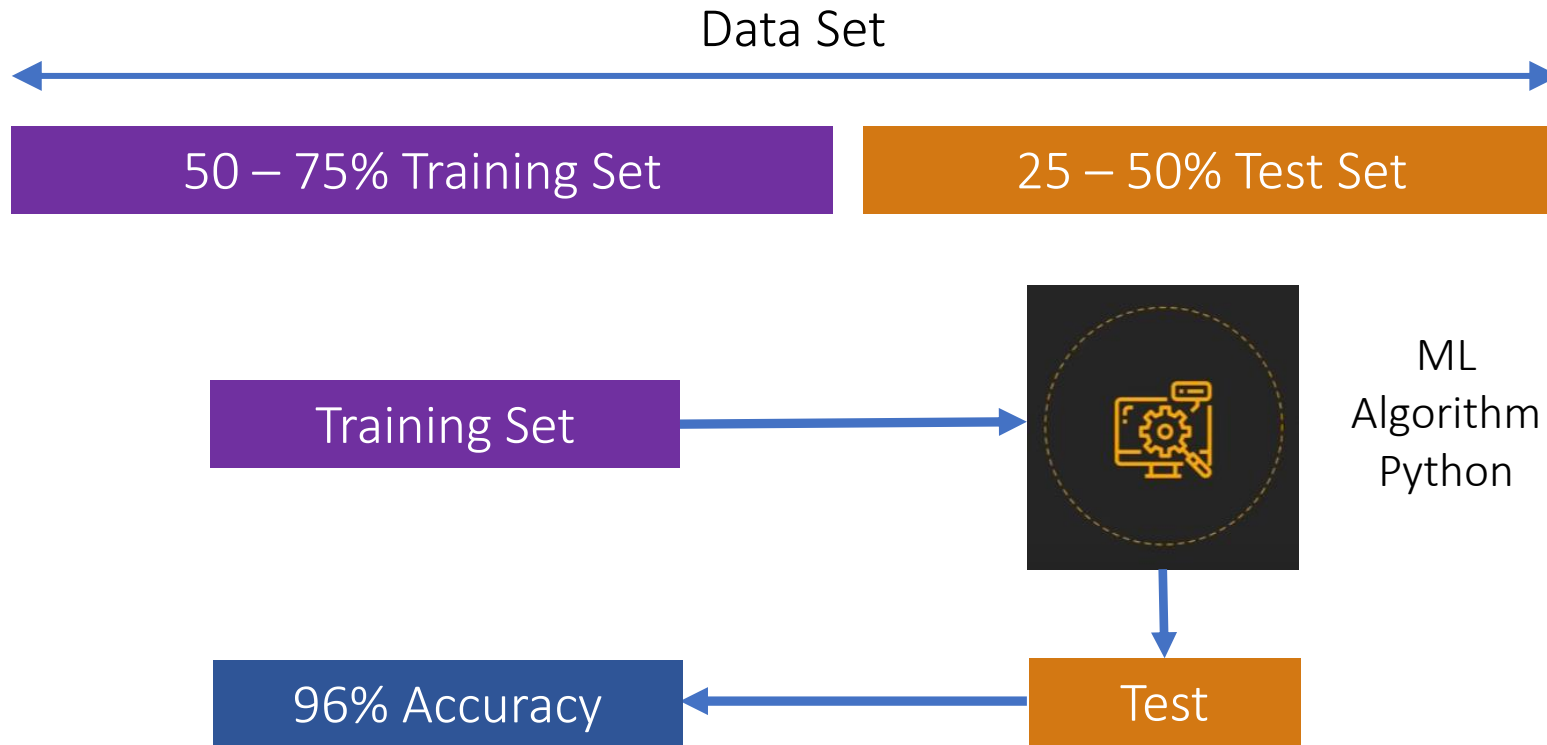 Data Set
50 – 75% Training Set
25 – 50% Test Set
Training Set
ML
Algorithm
Python
96% Accuracy
Test